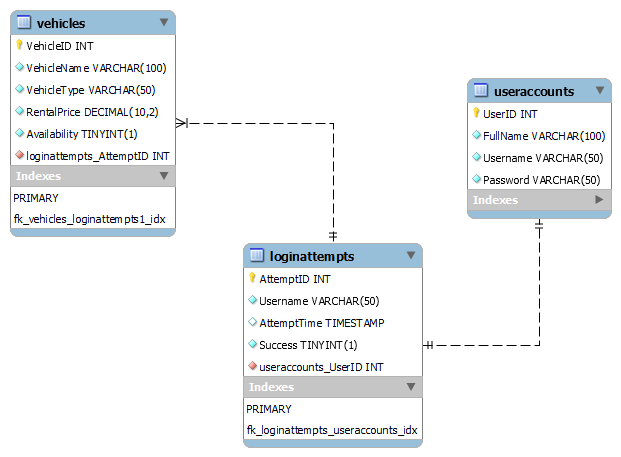 vehicles
VehicleID INT
VehicleName VARCHAR(100)
VehicleType VARCHAR(50)
RentalPrice DECIMAL(10,2)
Availability TINYINT(1)
loginattempts_AttemptID INT
Indexes
PRIMARY
fk_vehicles_loginattempts1_idx
useraccounts
UserID INT
FullName VARCHAR(100)
Username VARCHAR(50)
Password VARCHAR(50)
Indexes
loginattempts
AttemptID INT
Username VARCHAR(50)
AttemptTime TIMESTAMP
Success TINYINT(1)
useraccounts_UserID INT
Indexes
PRIMARY
fk_loginattempts_useraccounts_idx